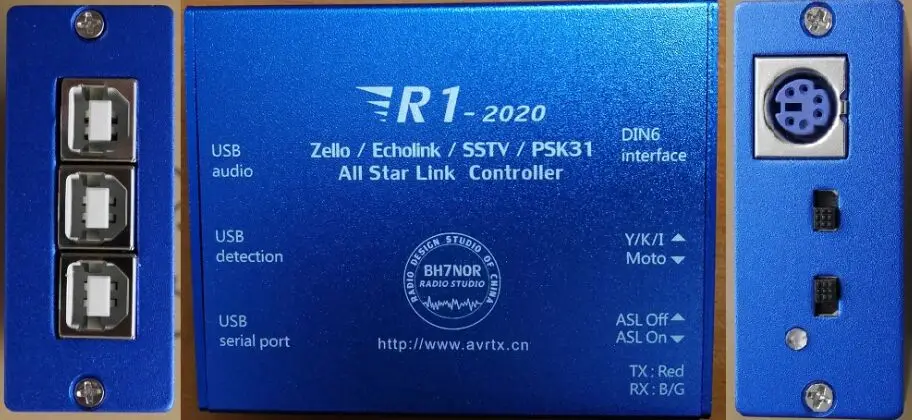 R1-2020
Zello / Echolink / SSTV / PSK31
All Star Link Controller
USB
audio
DIN6
interface
USB
detection
Y/K/I ▲
Moto ▼
RADIO DESIGN STUDIO OF CHINA
BH7NOR
RADIO STUDIO
USB
serial port
ASL Off ▲
ASL On ▼
http://www.avrtx.cn
TX : Red
RX : B/G